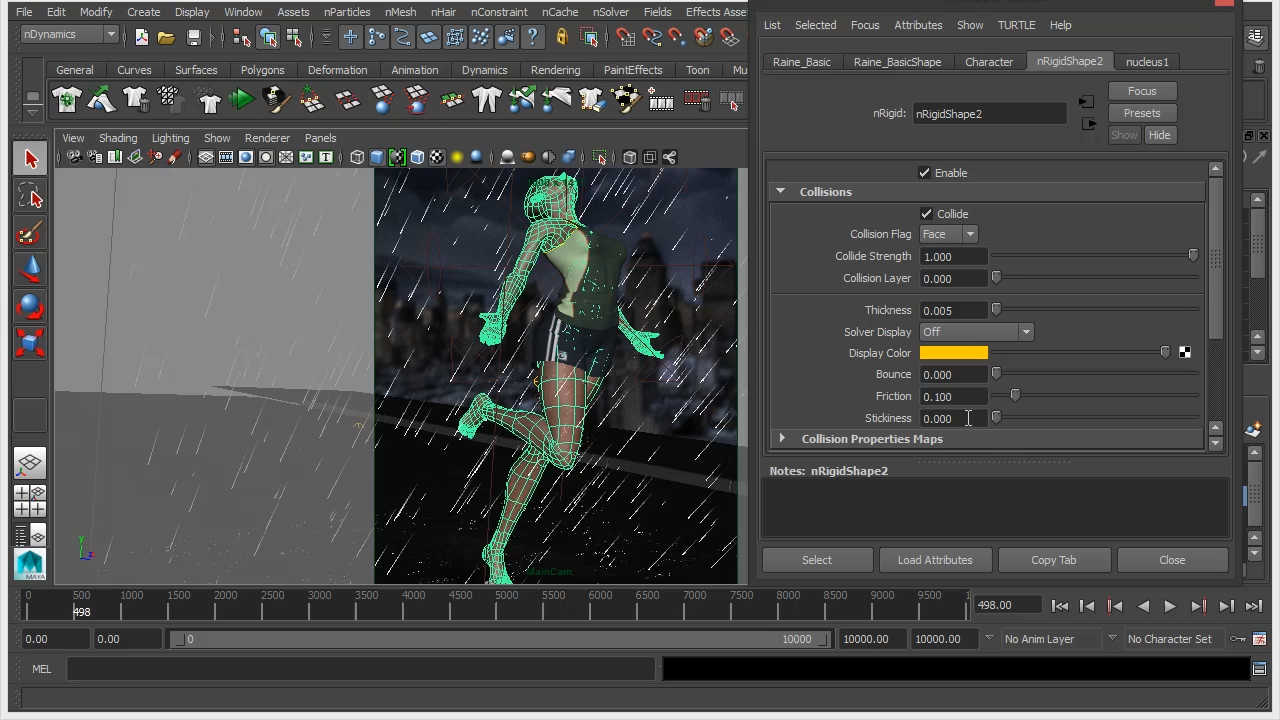 File Edit Modify Create Display Window Assets nParticles nMesh nHair nConstraint nCache nSolver Fields Effects Asse
nDynamics
General Curves Surfaces Polygons Deformation Animation Dynamics Rendering PaintEffects Toon Mu
View Shading Lighting Show Renderer Panels
List Selected Focus Attributes Show TURTLE Help
Raine_Basic Raine_BasicShape Character nRigidShape2 nucleus1
Focus
nRigid: nRigidShape2
Presets
Show Hide
Enable
Collisions
Collide
Collision Flag Face
Collide Strength 1.000
Collision Layer 0.000
Thickness 0.005
Solver Display Off
Display Color
Bounce 0.000
Friction 0.100
Stickiness 0.000
Collision Properties Maps
Notes: nRigidShape2
Select Load Attributes Copy Tab Close
y
z
MAYA
MainCam
0 500 1000 1500 2000 2500 3000 3500 4000 4500 5000 5500 6000 6500 7000 7500 8000 8500 9000 9500 1
498
498.00
0.00 0.00 0 10000 10000.00 10000.00 No Anim Layer No Character Set
MEL